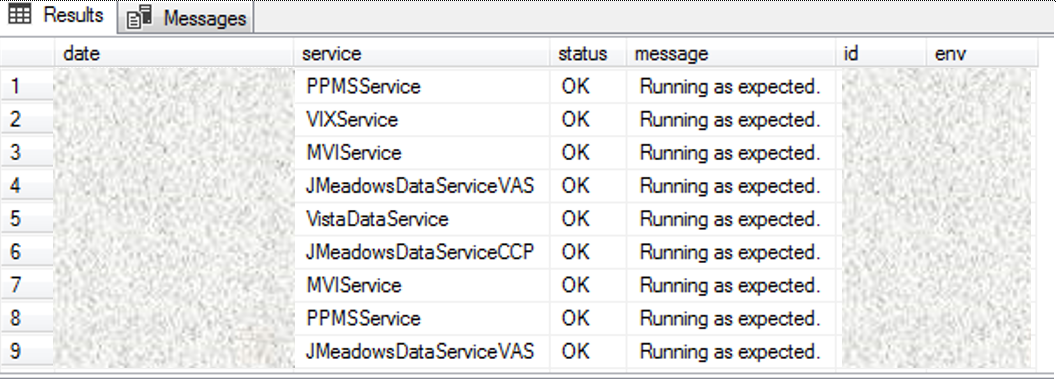 Results Messages
date service status message id env
1 PPMSService OK Running as expected.
2 VIXService OK Running as expected.
3 MVIService OK Running as expected.
4 JMeadowsDataServiceVAS OK Running as expected.
5 VistaDataService OK Running as expected.
6 JMeadowsDataServiceCCP OK Running as expected.
7 MVIService OK Running as expected.
8 PPMSService OK Running as expected.
9 JMeadowsDataServiceVAS OK Running as expected.